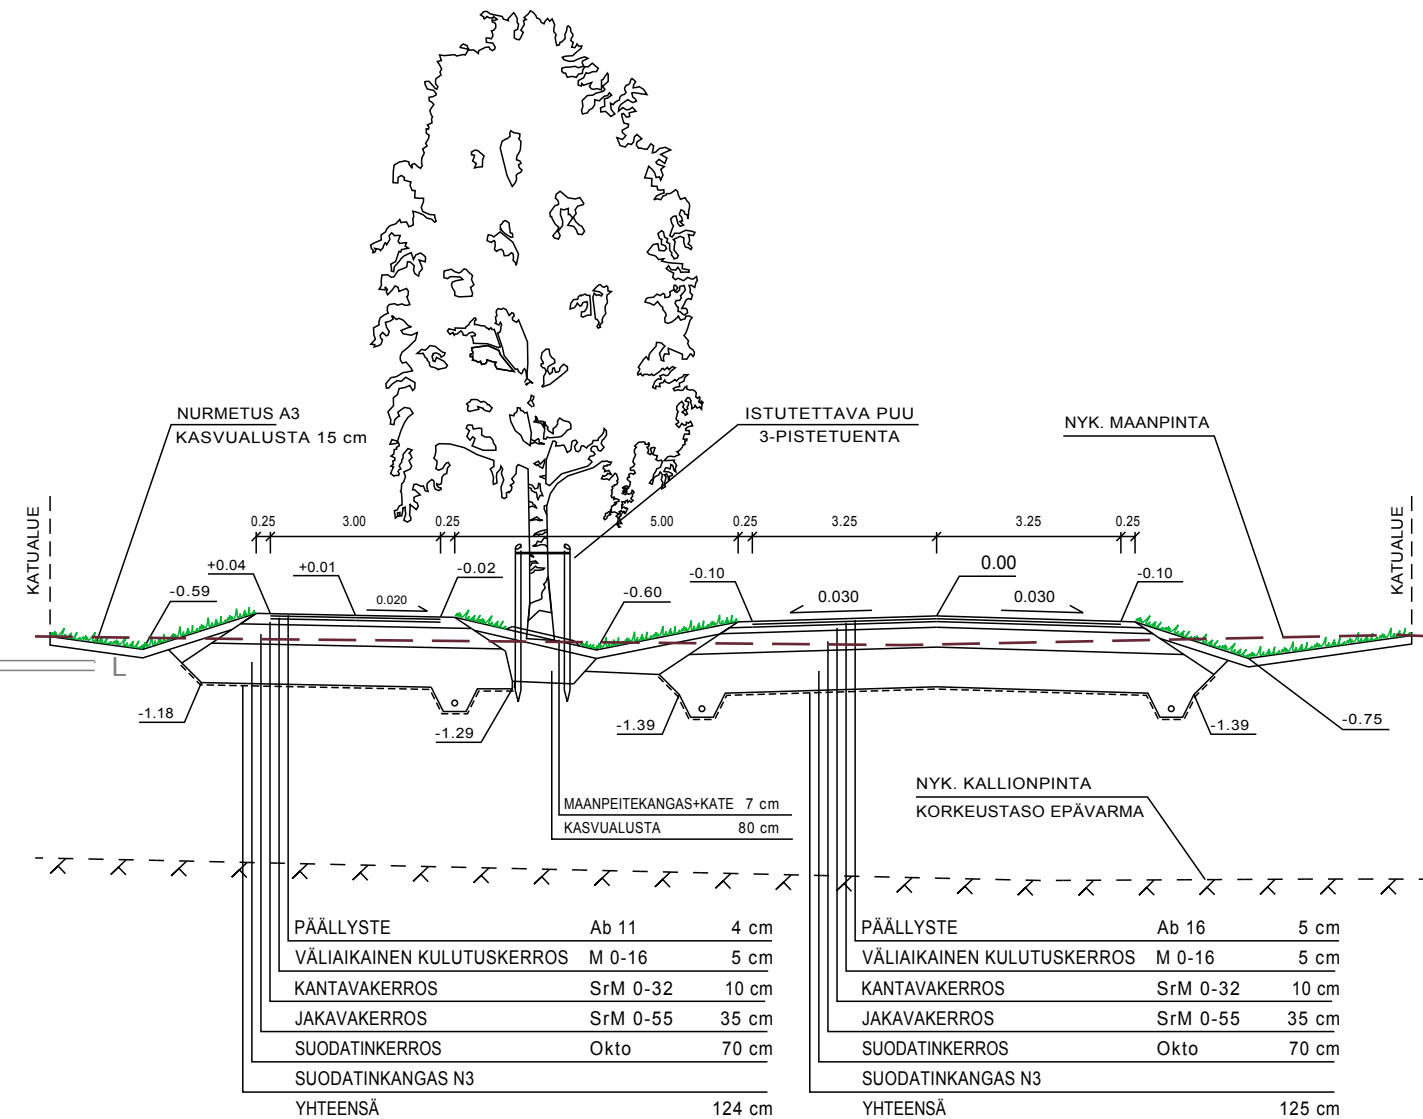 NURMETUS A3
KASVUALUSTA 15 cm
ISTUTETTAVA PUU
3-PISTETUENTA
NYK. MAANPINTA
KATUALUE
KATUALUE
0.25 3.00 0.25 5.00 0.25 3.25 3.25 0.25
+0.04 +0.01 -0.02 -0.10 0.00 -0.10
-0.59 0.020 -0.60 0.030 0.030
L
-1.18 -1.29 -1.39 -1.39 -0.75
MAANPEITEKANGAS+KATE 7 cm
KASVUALUSTA 80 cm
NYK. KALLIONPINTA
KORKEUSTASO EPÄVARMA
PÄÄLLYSTE Ab 11 4 cm
VÄLIAIKAINEN KULUTUSKERROS M 0-16 5 cm
KANTAVAKERROS SrM 0-32 10 cm
JAKAVAKERROS SrM 0-55 35 cm
SUODATINKERROS Okto 70 cm
SUODATINKANGAS N3
YHTEENSÄ 124 cm
PÄÄLLYSTE Ab 16 5 cm
VÄLIAIKAINEN KULUTUSKERROS M 0-16 5 cm
KANTAVAKERROS SrM 0-32 10 cm
JAKAVAKERROS SrM 0-55 35 cm
SUODATINKERROS Okto 70 cm
SUODATINKANGAS N3
YHTEENSÄ 125 cm